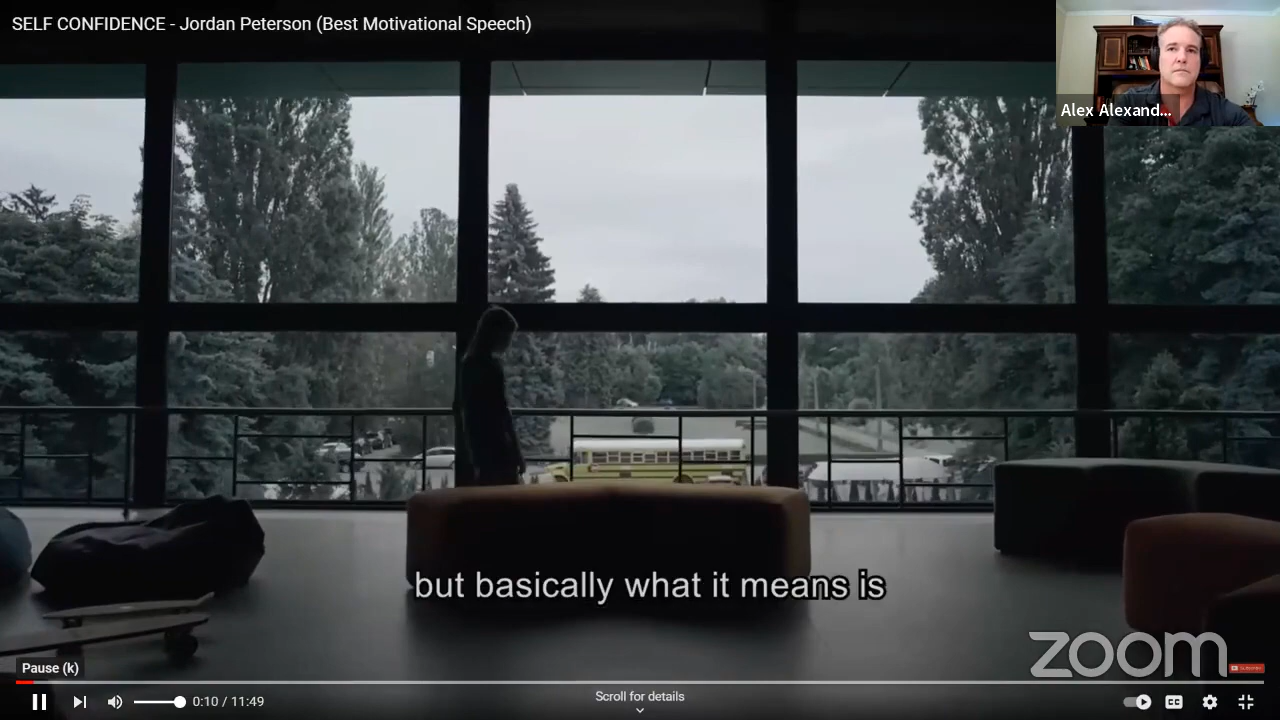 SELF CONFIDENCE - Jordan Peterson (Best Motivational Speech)
Alex Alexand...
but basically what it means is
zoom
Pause (k)
0:10 / 11:49
Scroll for details
CC